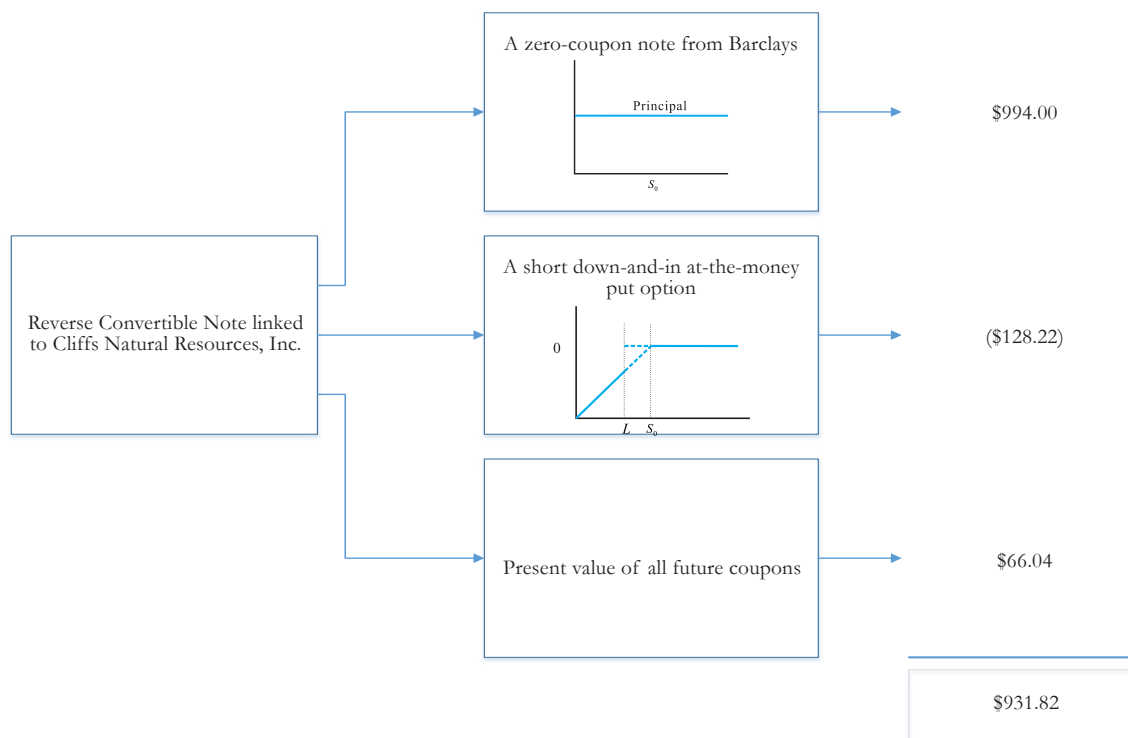 A zero-coupon note from Barclays
Principal
S₀
$994.00
Reverse Convertible Note linked
to Cliffs Natural Resources, Inc.
A short down-and-in at-the-money
put option
0
L S₀
($128.22)
Present value of all future coupons
$66.04
$931.82